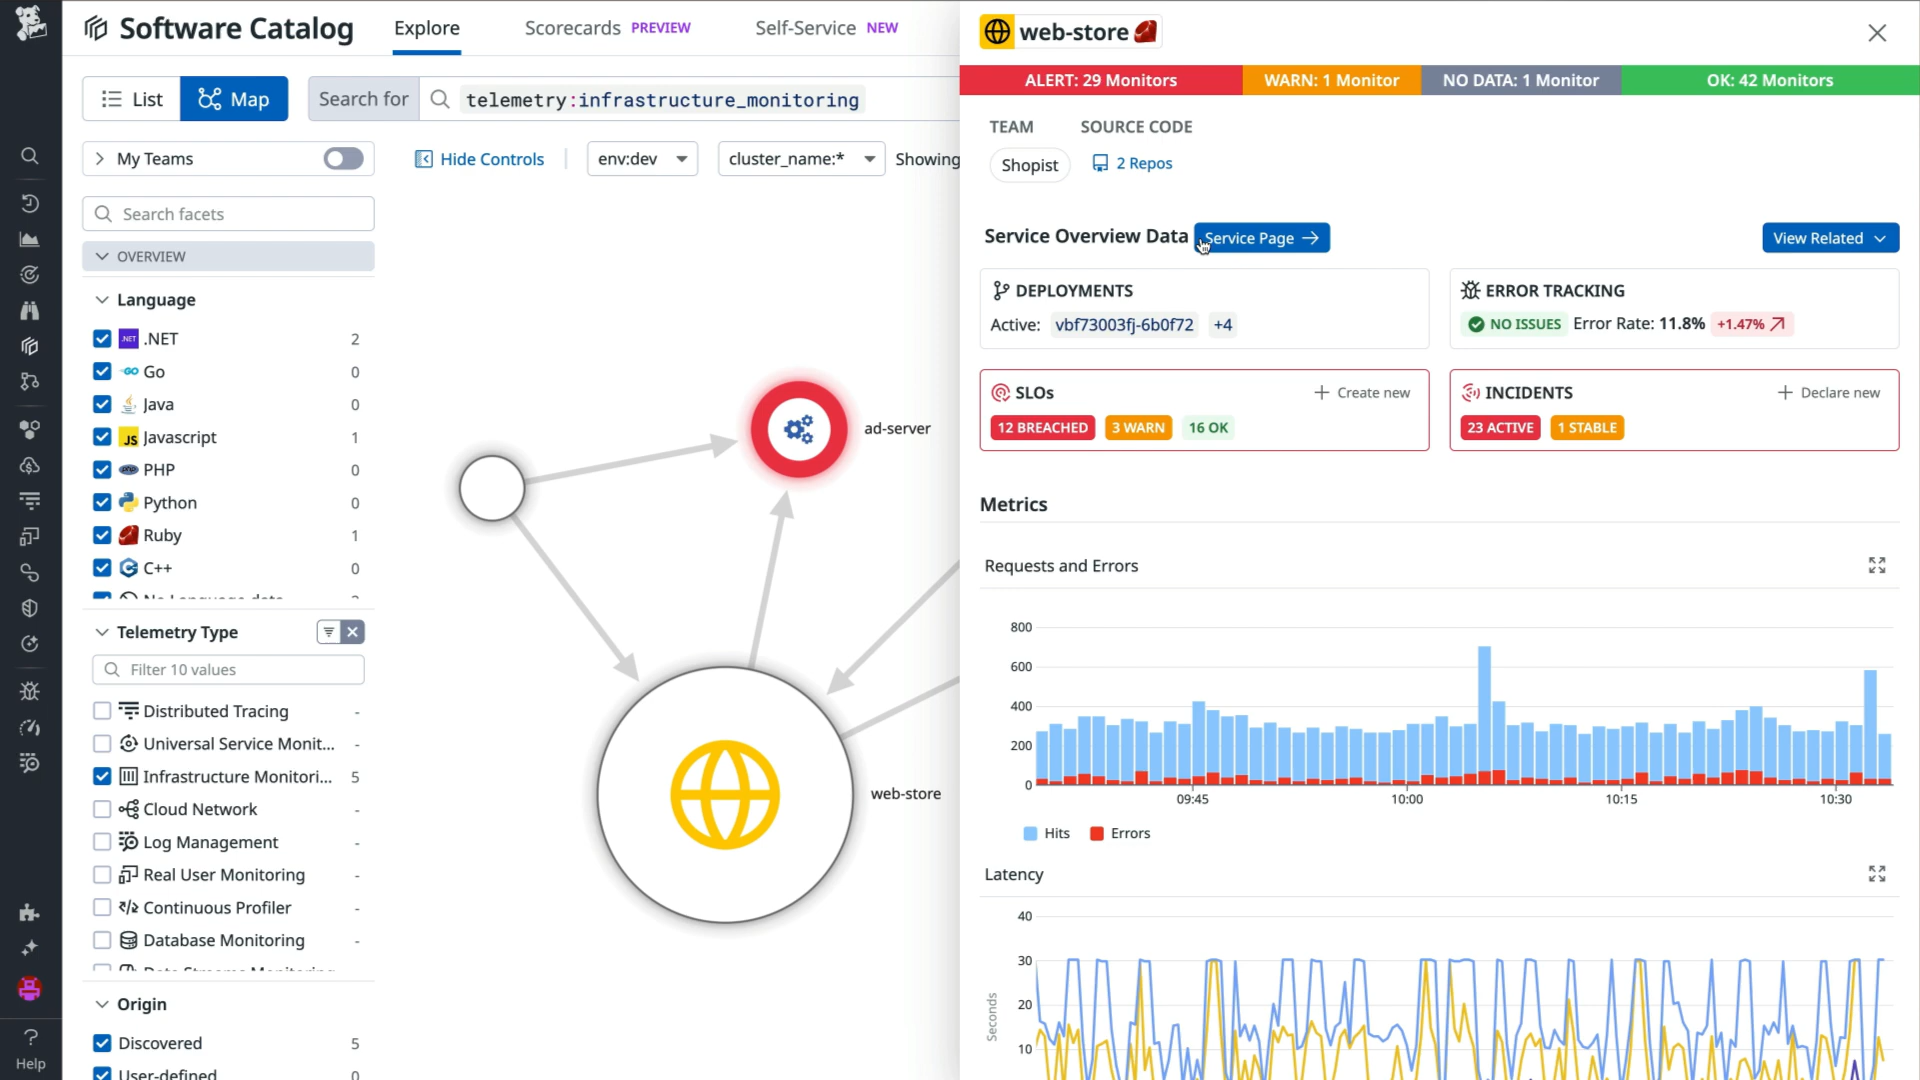 Software Catalog
Explore
Scorecards PREVIEW
Self-Service NEW
List
Map
Search for
telemetry:infrastructure_monitoring
My Teams
Hide Controls
env:dev
cluster_name:*
Showing
Search facets
OVERVIEW
Language
.NET 2
Go 0
Java 0
JS Javascript 1
PHP 0
Python 0
Ruby 1
C++ 0
Telemetry Type
Filter 10 values
Distributed Tracing -
Universal Service Monit... -
Infrastructure Monitori... 5
Cloud Network -
Log Management -
Real User Monitoring -
Continuous Profiler -
Database Monitoring -
Origin
Discovered 5
User-defined 0
Help
ad-server
web-store
web-store
ALERT: 29 Monitors
WARN: 1 Monitor
NO DATA: 1 Monitor
OK: 42 Monitors
TEAM
SOURCE CODE
Shopist
2 Repos
Service Overview Data
Service Page
View Related
DEPLOYMENTS
Active: vbf73003fj-6b0f72 +4
ERROR TRACKING
NO ISSUES Error Rate: 11.8% +1.47%
SLOs
Create new
12 BREACHED 3 WARN 16 OK
INCIDENTS
Declare new
23 ACTIVE 1 STABLE
Metrics
Requests and Errors
800
600
400
200
0
09:45 10:00 10:15 10:30
Hits Errors
Latency
40
30
20
10
Seconds